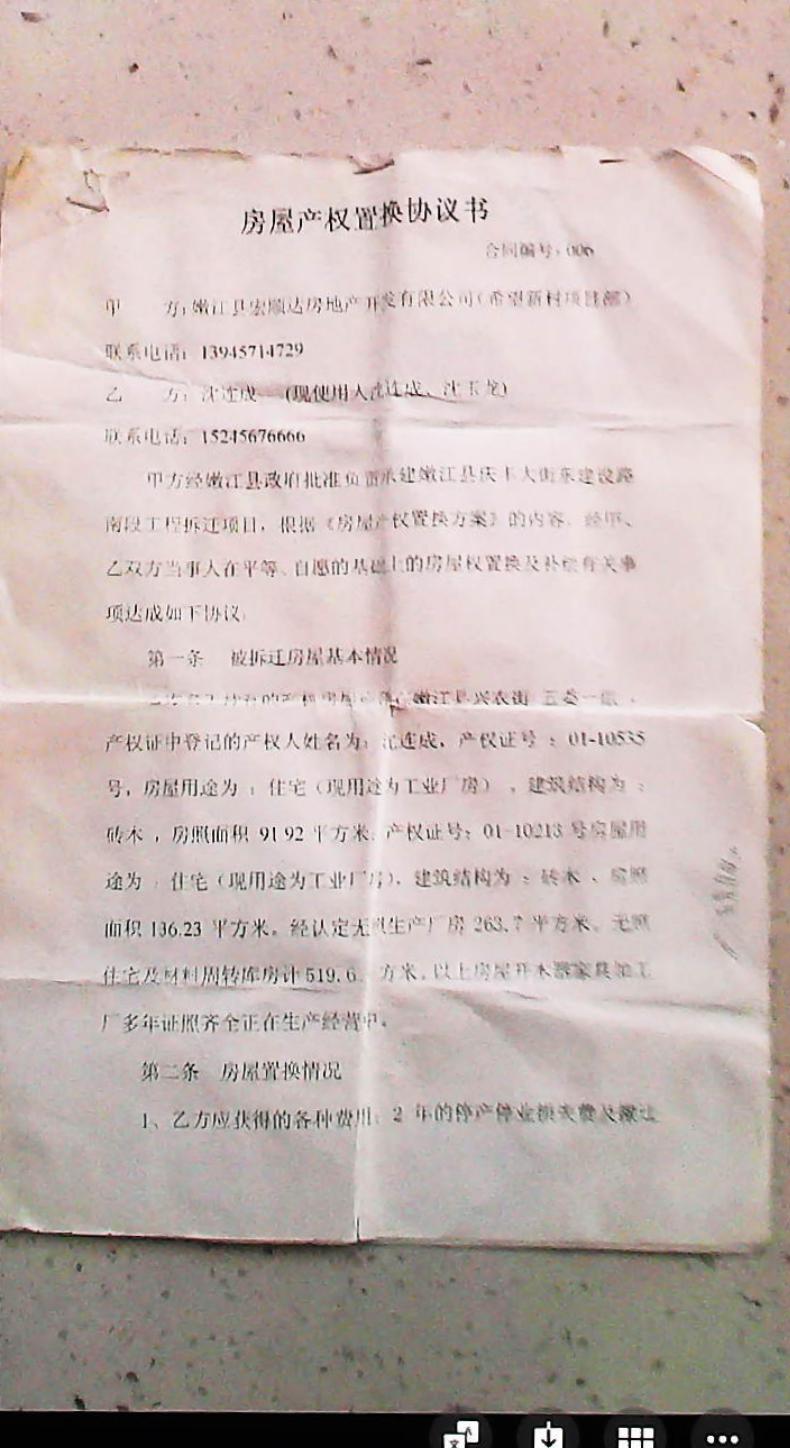 房屋产权置换协议书
合同编号：006
甲　　方：嫩江县宏顺达房地产开发有限公司（希望新村项目部）
联系电话：13945714729
乙　　方：沈连成　（现使用人沈连成、沈玉龙）
联系电话：15245676666
甲方经嫩江县政府批准负责承建嫩江县庆丰大街东建设路
南段工程拆迁项目，根据《房屋产权置换方案》的内容，经甲、
乙双方当事人在平等、自愿的基础上的房屋权置换及补偿有关事
项达成如下协议：
第一条　被拆迁房屋基本情况
嫩江县兴农街 五委一组，
产权证中登记的产权人姓名为：沈连成，产权证号：01-10535
号，房屋用途为：住宅（现用途为工业厂房），建筑结构为：
砖木，房照面积 91.92 平方米。产权证号：01-10213 号房屋用
途为：住宅（现用途为工业厂房），建筑结构为：砖木、房照
面积 136.23 平方米。经认定无照生产厂房 263.7 平方米。无照
住宅及材料周转库房计 519.6 方米。以上房屋开木器家具加工
厂多年证照齐全正在生产经营中。
第二条　房屋置换情况
1、乙方应获得的各种费用：2 年的停产停业损失费及搬迁